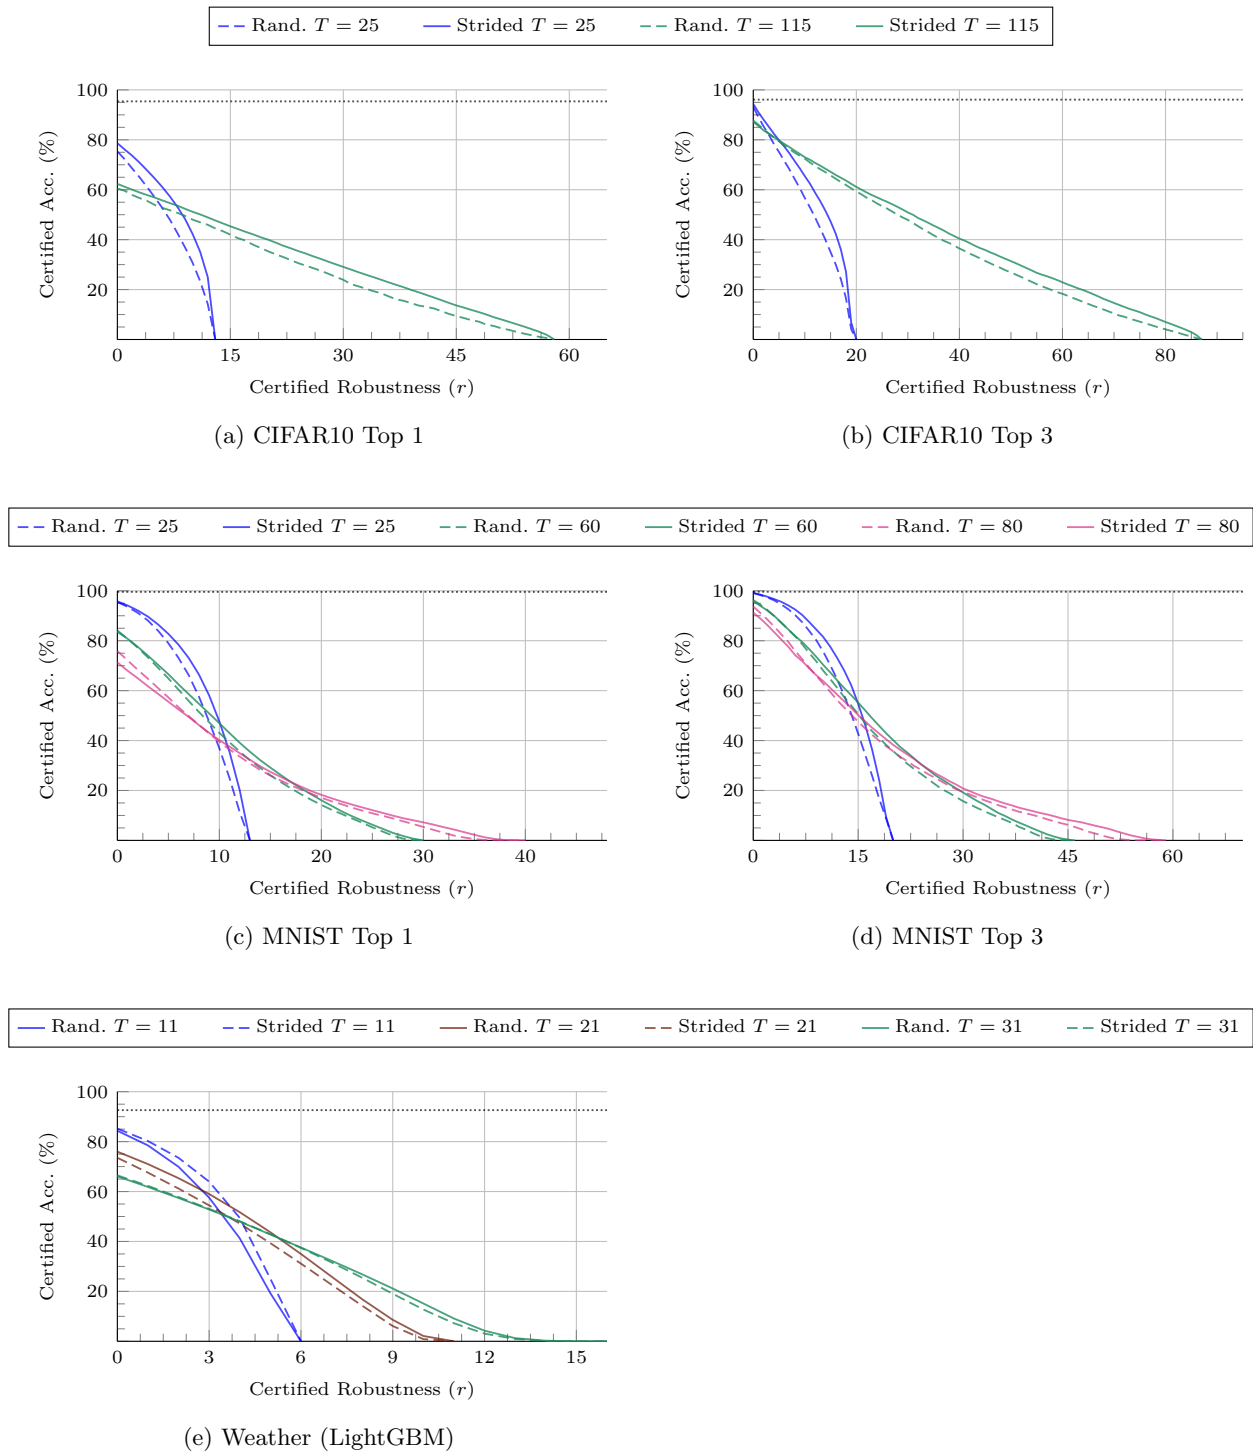 Rand. T = 25 Strided T = 25 Rand. T = 115 Strided T = 115
100
80
60
40
20
0 15 30 45 60
Certified Acc. (%)
Certified Robustness (r)
(a) CIFAR10 Top 1
100
80
60
40
20
0 20 40 60 80
Certified Acc. (%)
Certified Robustness (r)
(b) CIFAR10 Top 3
Rand. T = 25 Strided T = 25 Rand. T = 60 Strided T = 60 Rand. T = 80 Strided T = 80
100
80
60
40
20
0 20 40
Certified Acc. (%)
Certified Robustness (r)
(c) MNIST Top 1
100
80
60
40
20
0 15 30 45 60
Certified Acc. (%)
Certified Robustness (r)
(d) MNIST Top 3
Rand. T = 11 Strided T = 11 Rand. T = 21 Strided T = 21 Rand. T = 31 Strided T = 31
100
80
60
40
20
0 3 6 9 12 15
Certified Acc. (%)
Certified Robustness (r)
(e) Weather (LightGBM)